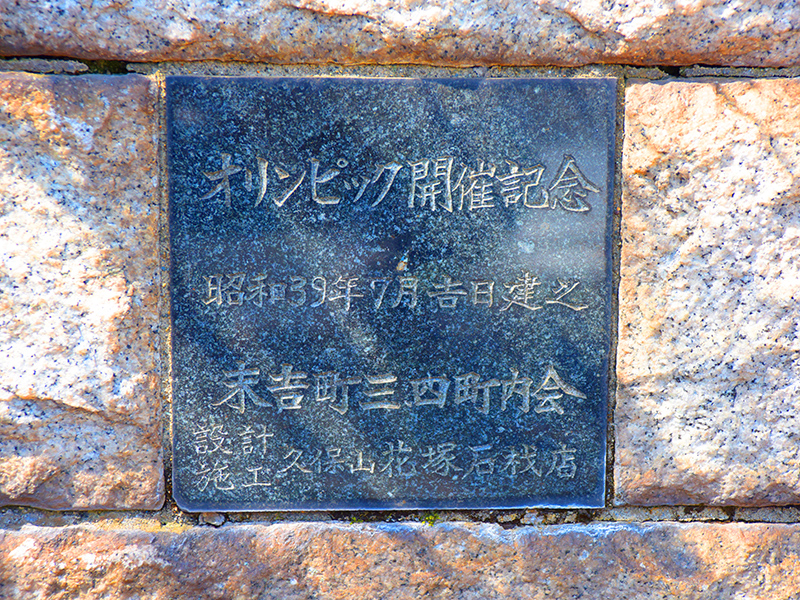 オリンピック開催記念
昭和39年7月吉日建之
末吉町三四町内会
設計
施工
久保山花塚石材店